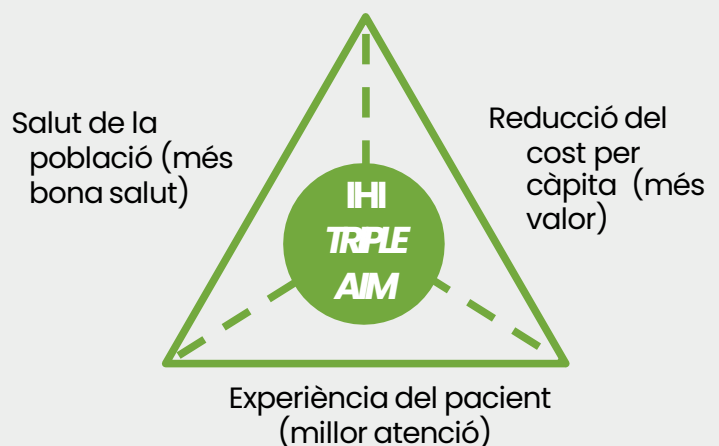 Salut de la
població (més
bona salut)
Reducció del
cost per
càpita (més
valor)
IHI
TRIPLE
AIM
Experiència del pacient
(millor atenció)